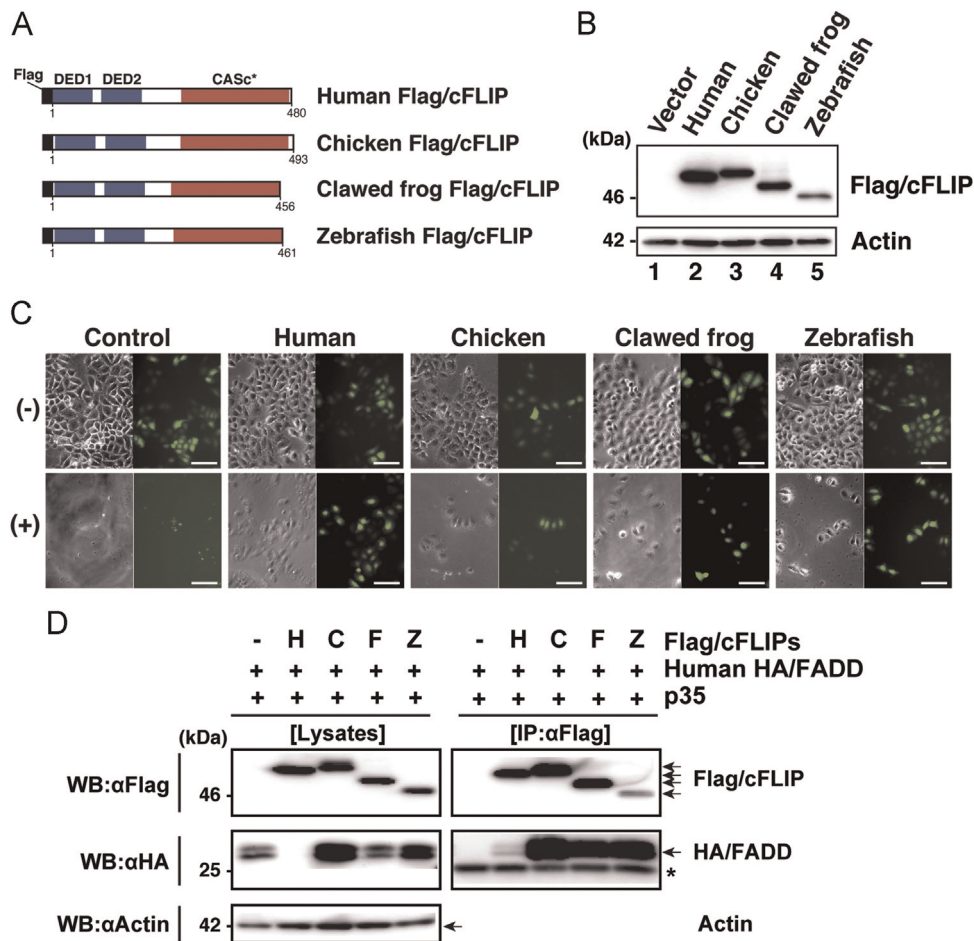 A
Flag
DED1
DED2
CASc*
1
480
Human Flag/cFLIP
1
493
Chicken Flag/cFLIP
1
456
Clawed frog Flag/cFLIP
1
461
Zebrafish Flag/cFLIP
B
(kDa)
Vector
Human
Chicken
Clawed frog
Zebrafish
46 -
Flag/cFLIP
42 -
Actin
1 2 3 4 5
C
Control Human Chicken Clawed frog Zebrafish
(-)
(+)
D
- H C F Z - H C F Z Flag/cFLIPs
+ + + + + + + + + + Human HA/FADD
+ + + + + + + + + + p35
(kDa) [Lysates] [IP:αFlag]
WB:αFlag 46 - Flag/cFLIP
WB:αHA 25 - HA/FADD
*
WB:αActin 42 - Actin